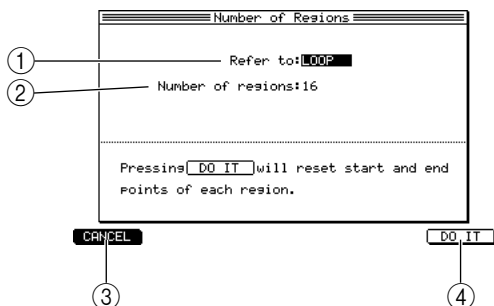 Number of Regions
① Refer to:LOOP
② Number of regions:16
Pressing DO IT will reset start and end
points of each region.
CANCEL DO IT
③ ④